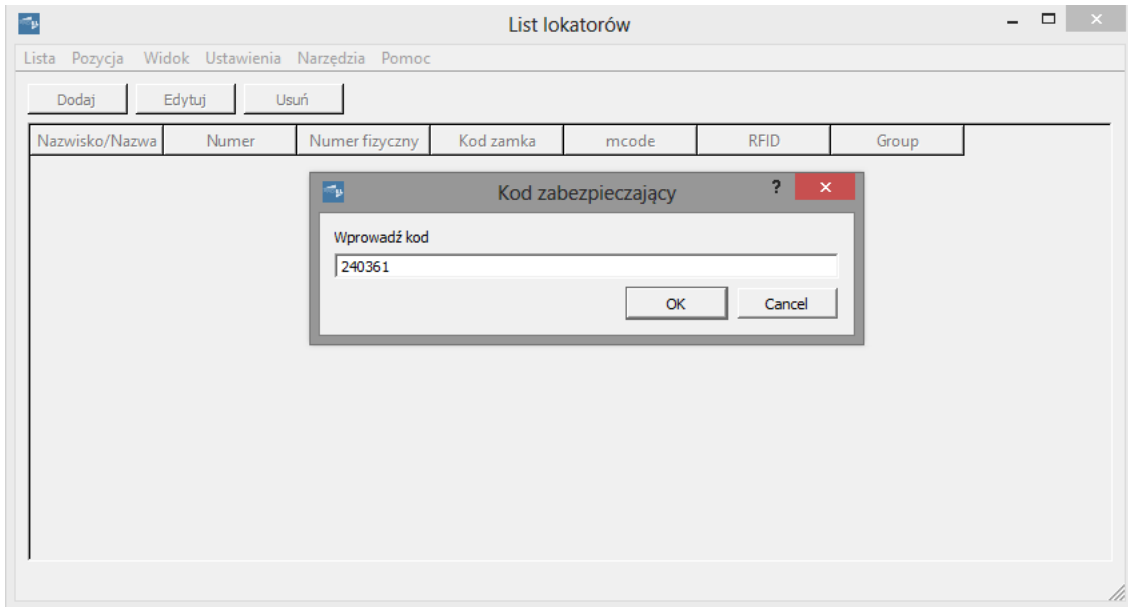 List lokatorów
Lista Pozycja Widok Ustawienia Narzędzia Pomoc
Dodaj Edytuj Usuń
Nazwisko/Nazwa Numer Numer fizyczny Kod zamka mcode RFID Group
Kod zabezpieczający ?
Wprowadź kod
240361
OK Cancel